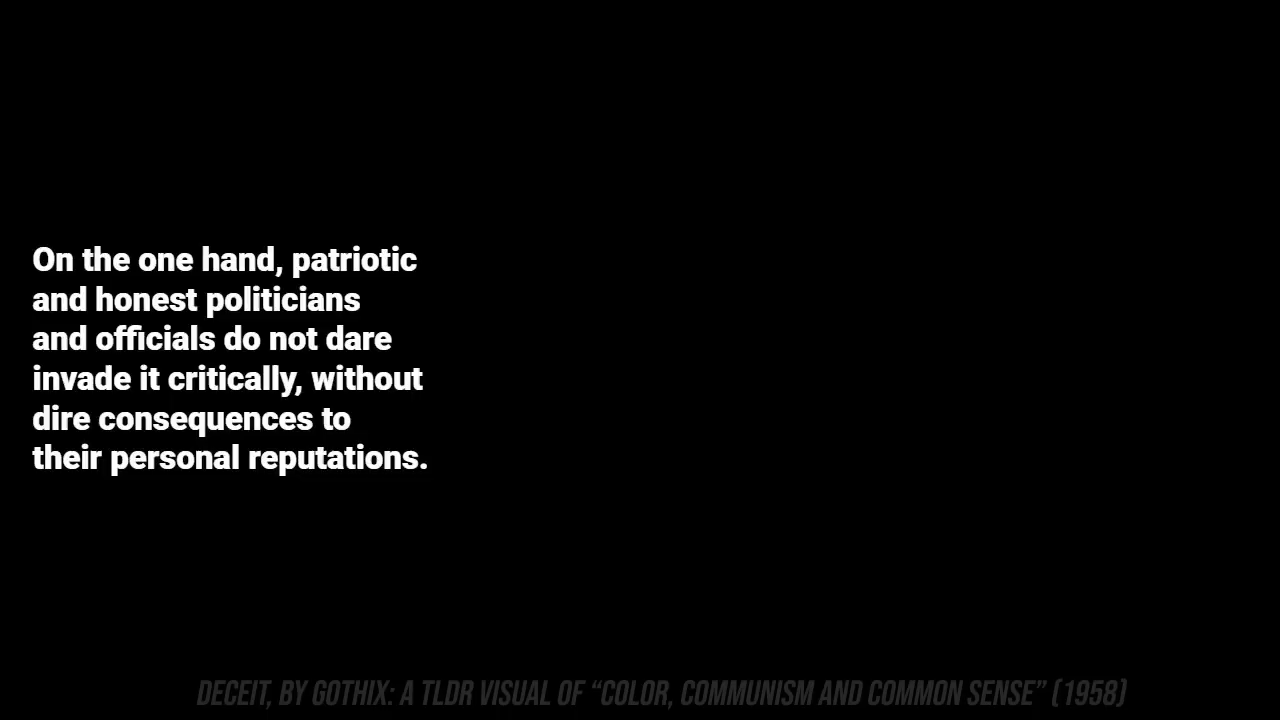 On the one hand, patriotic
and honest politicians
and officials do not dare
invade it critically, without
dire consequences to
their personal reputations.
DECEIT, BY GOTHIX: A TLDR VISUAL OF “COLOR, COMMUNISM AND COMMON SENSE” (1958)